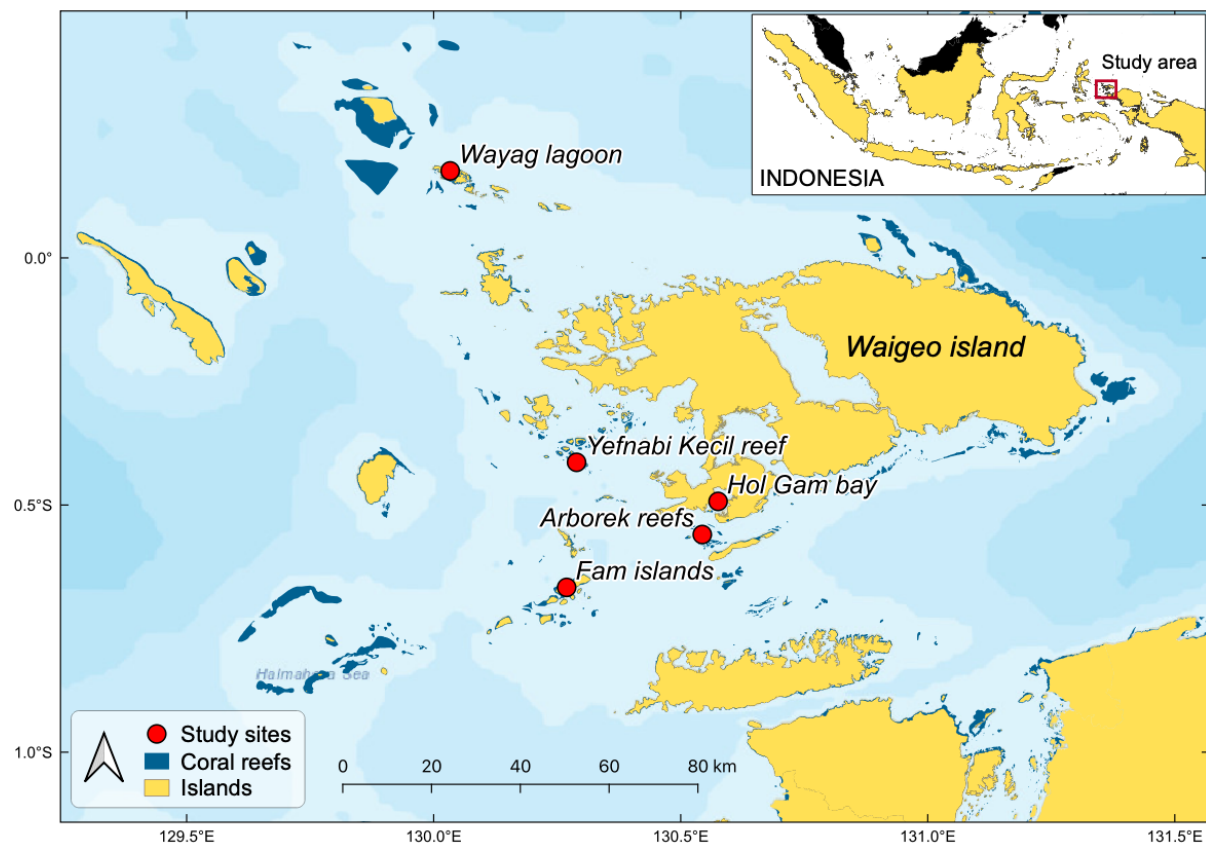 Study area
INDONESIA
Wayag lagoon
0.0°
Waigeo island
Yefnabi Kecil reef
Hol Gam bay
0.5°S
Arborek reefs
Fam islands
Halmahera Sea
Study sites
Coral reefs
Islands
1.0°S
0 20 40 60 80 km
129.5°E 130.0°E 130.5°E 131.0°E 131.5°E